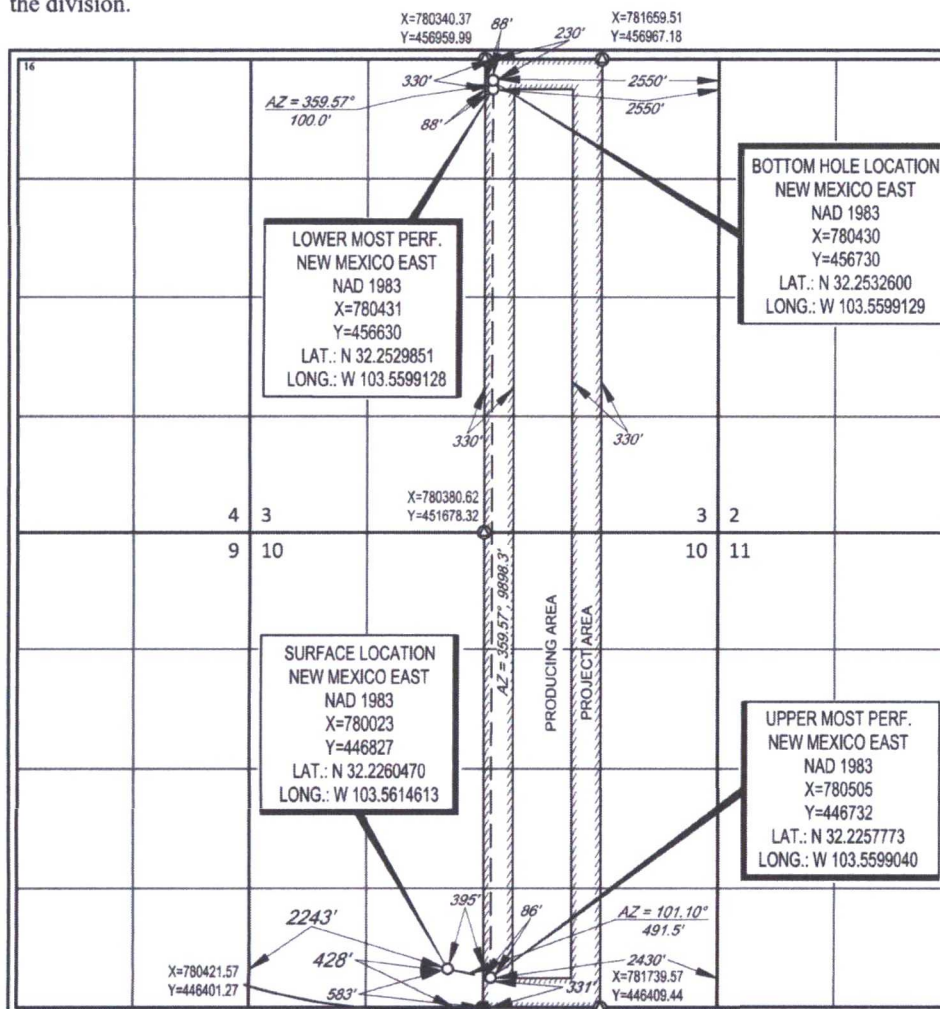 the division.
X=780340.37
Y=456959.99
88'
230'
X=781659.51
Y=456967.18
16
330'
2550'
2550'
AZ = 359.57°
100.0'
88'
BOTTOM HOLE LOCATION
NEW MEXICO EAST
NAD 1983
X=780430
Y=456730
LAT.: N 32.2532600
LONG.: W 103.5599129
LOWER MOST PERF.
NEW MEXICO EAST
NAD 1983
X=780431
Y=456630
LAT.: N 32.2529851
LONG.: W 103.5599128
330'
330'
X=780380.62
Y=451678.32
4 3
3 2
9 10
10 11
AZ = 359.57°, 9898.3'
PRODUCING AREA
PROJECT AREA
SURFACE LOCATION
NEW MEXICO EAST
NAD 1983
X=780023
Y=446827
LAT.: N 32.2260470
LONG.: W 103.5614613
UPPER MOST PERF.
NEW MEXICO EAST
NAD 1983
X=780505
Y=446732
LAT.: N 32.2257773
LONG.: W 103.5599040
395'
86'
AZ = 101.10°
491.5'
2243'
428'
2430'
X=780421.57
Y=446401.27
583'
331'
X=781739.57
Y=446409.44